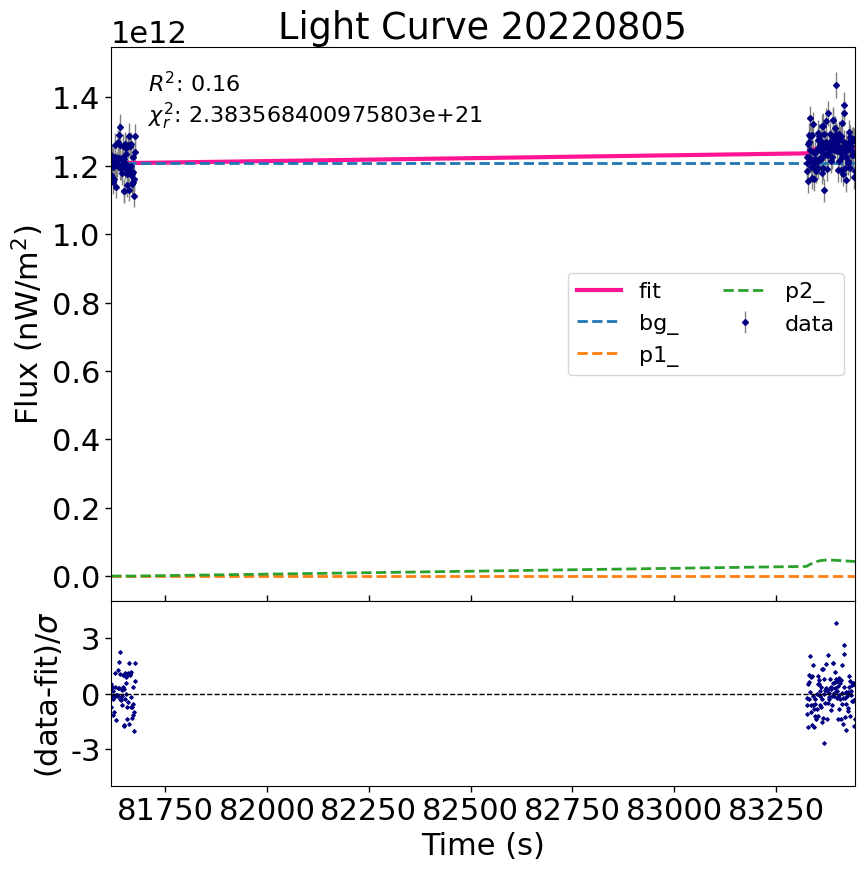 Light Curve 20220805
1e12
R²: 0.16
χ²ᵣ: 2.383568400975803e+21
1.4
1.2
1.0
0.8
0.6
0.4
0.2
0.0
Flux (nW/m²)
fit
bg_
p1_
p2_
data
3
0
-3
(data-fit)/σ
81750 82000 82250 82500 82750 83000 83250
Time (s)